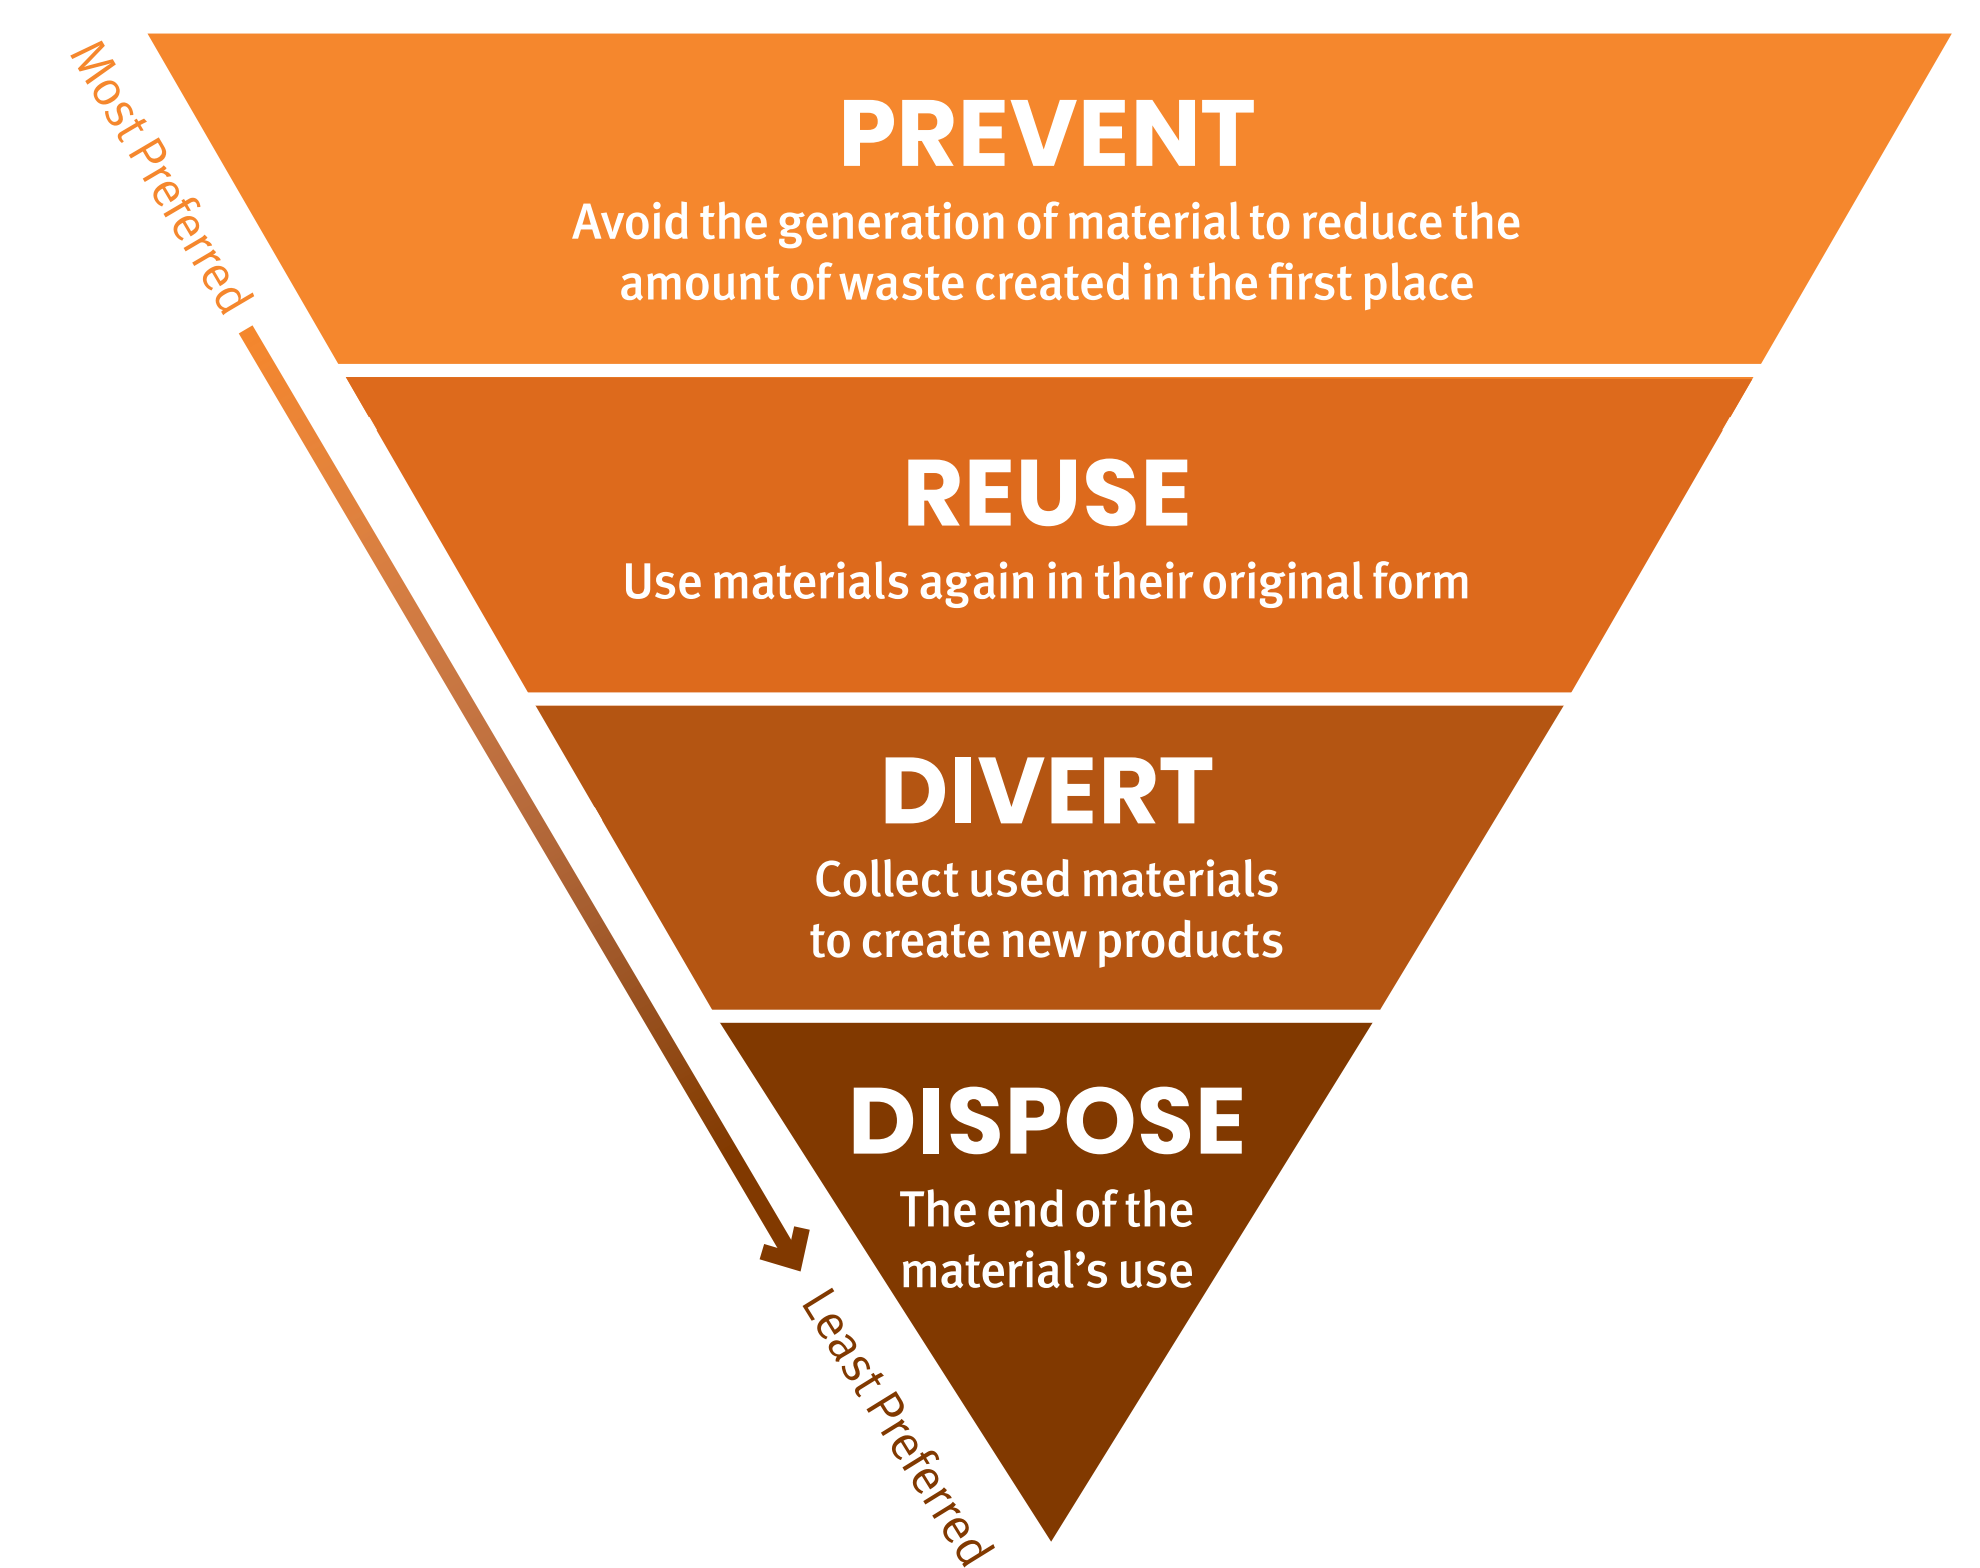 Most Preferred
PREVENT
Avoid the generation of material to reduce the
amount of waste created in the first place
REUSE
Use materials again in their original form
DIVERT
Collect used materials
to create new products
DISPOSE
The end of the
material’s use
Least Preferred